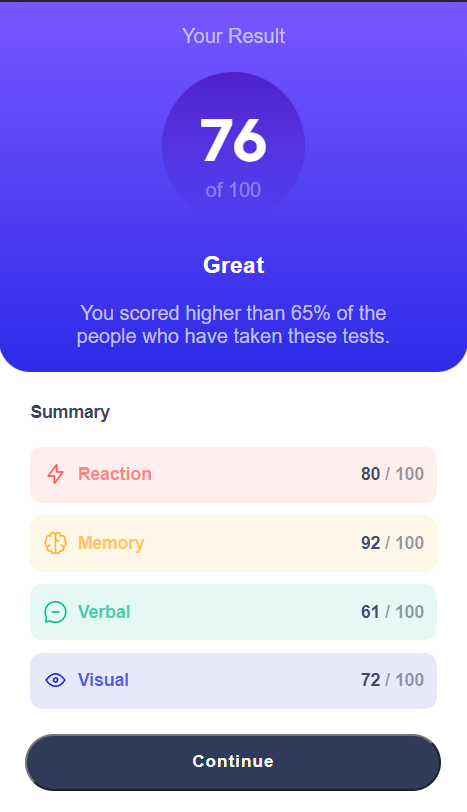 Your Result
76
of 100
Great
You scored higher than 65% of the
people who have taken these tests.
Summary
Reaction 80 / 100
Memory 92 / 100
Verbal 61 / 100
Visual 72 / 100
Continue